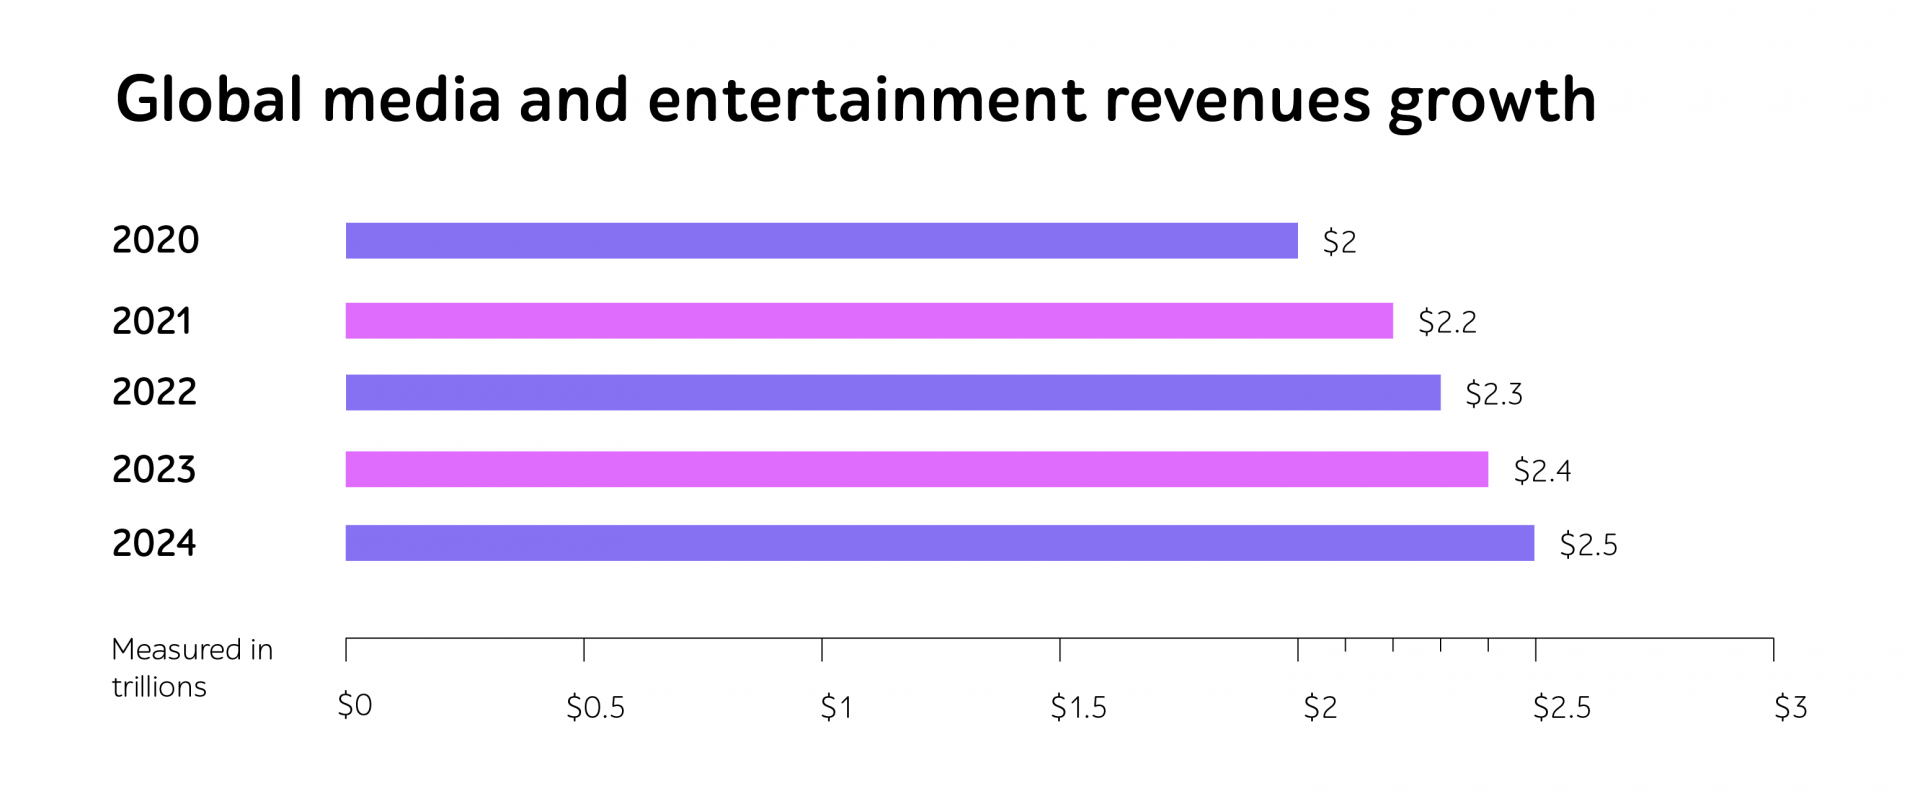 Global media and entertainment revenues growth
2020 $2
2021 $2.2
2022 $2.3
2023 $2.4
2024 $2.5
Measured in
trillions
$0 $0.5 $1 $1.5 $2 $2.5 $3